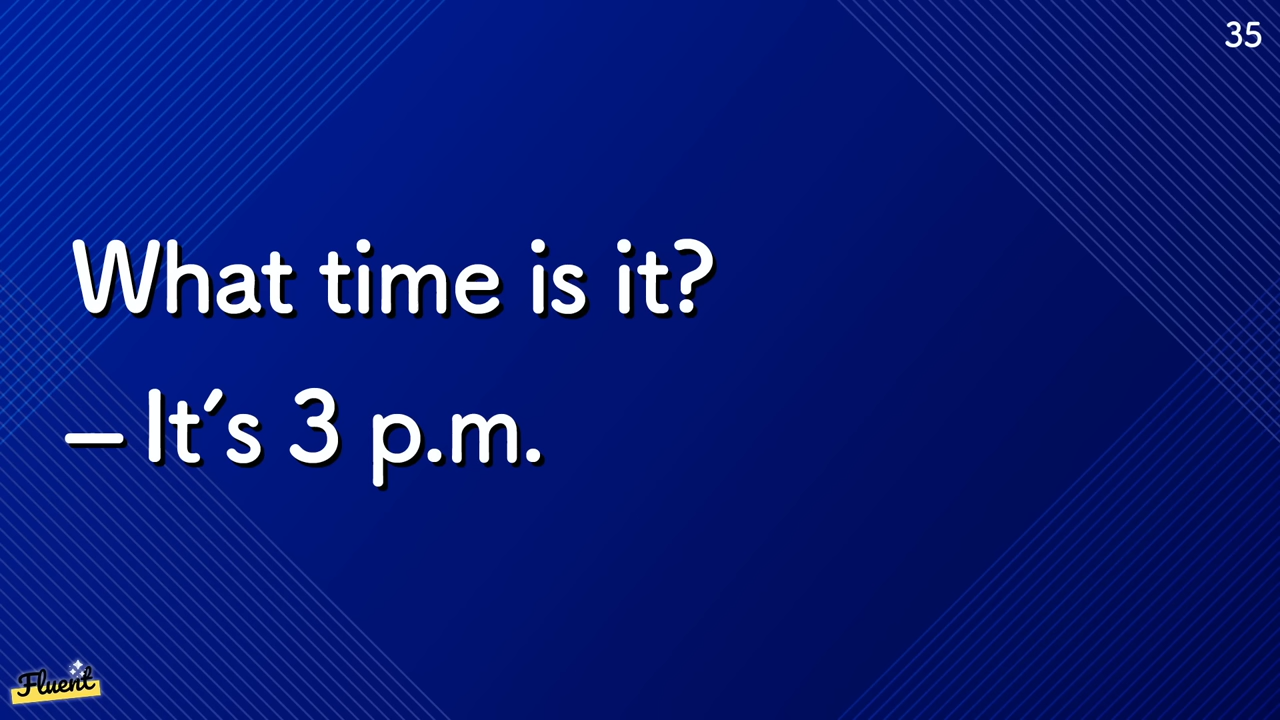 35
What time is it?
– It's 3 p.m.
Fluent